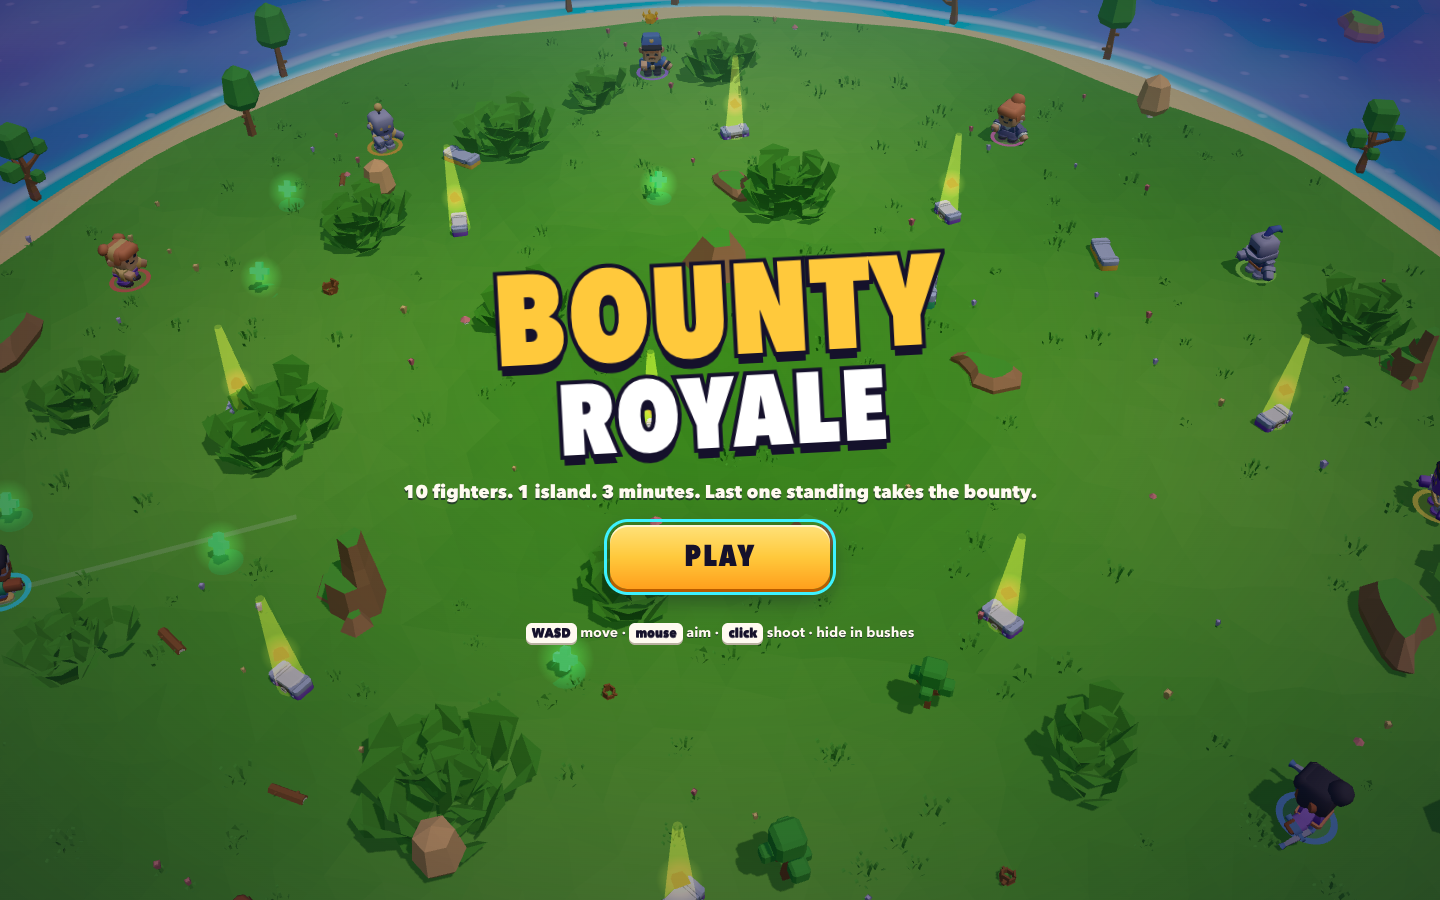 BOUNTY
ROYALE
10 fighters. 1 island. 3 minutes. Last one standing takes the bounty.
PLAY
WASD move · mouse aim · click shoot · hide in bushes